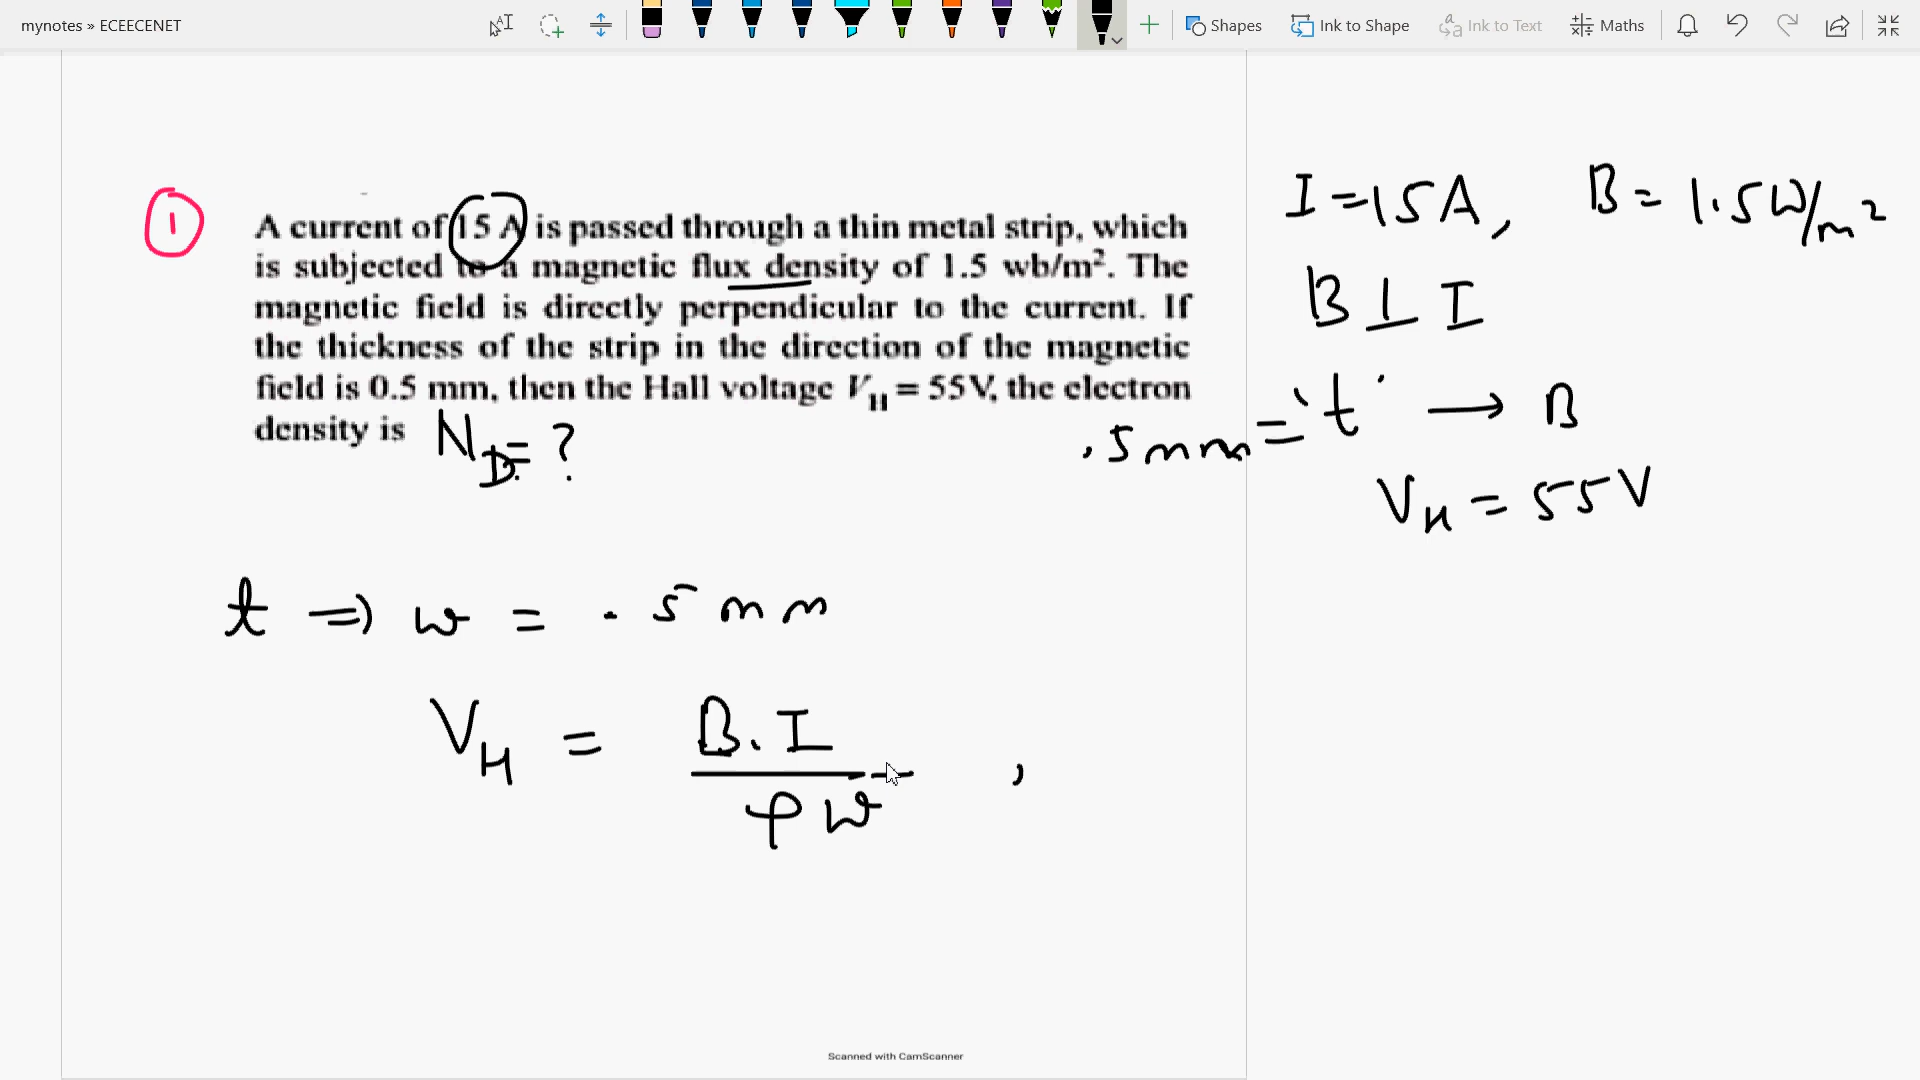 mynotes » ECEECENET
Shapes
Ink to Shape
Ink to Text
Maths
1
A current of 15 A is passed through a thin metal strip, which
is subjected to a magnetic flux density of 1.5 wb/m². The
magnetic field is directly perpendicular to the current. If
the thickness of the strip in the direction of the magnetic
field is 0.5 mm, then the Hall voltage V_H = 55V, the electron
density is N_D = ?
I = 15A, B = 1.5 W/m²
B ⊥ I
.5mm = 't' → B
V_H = 55V
t ⇒ w = .5 mm
V_H = B.I / ρw ,
Scanned with CamScanner